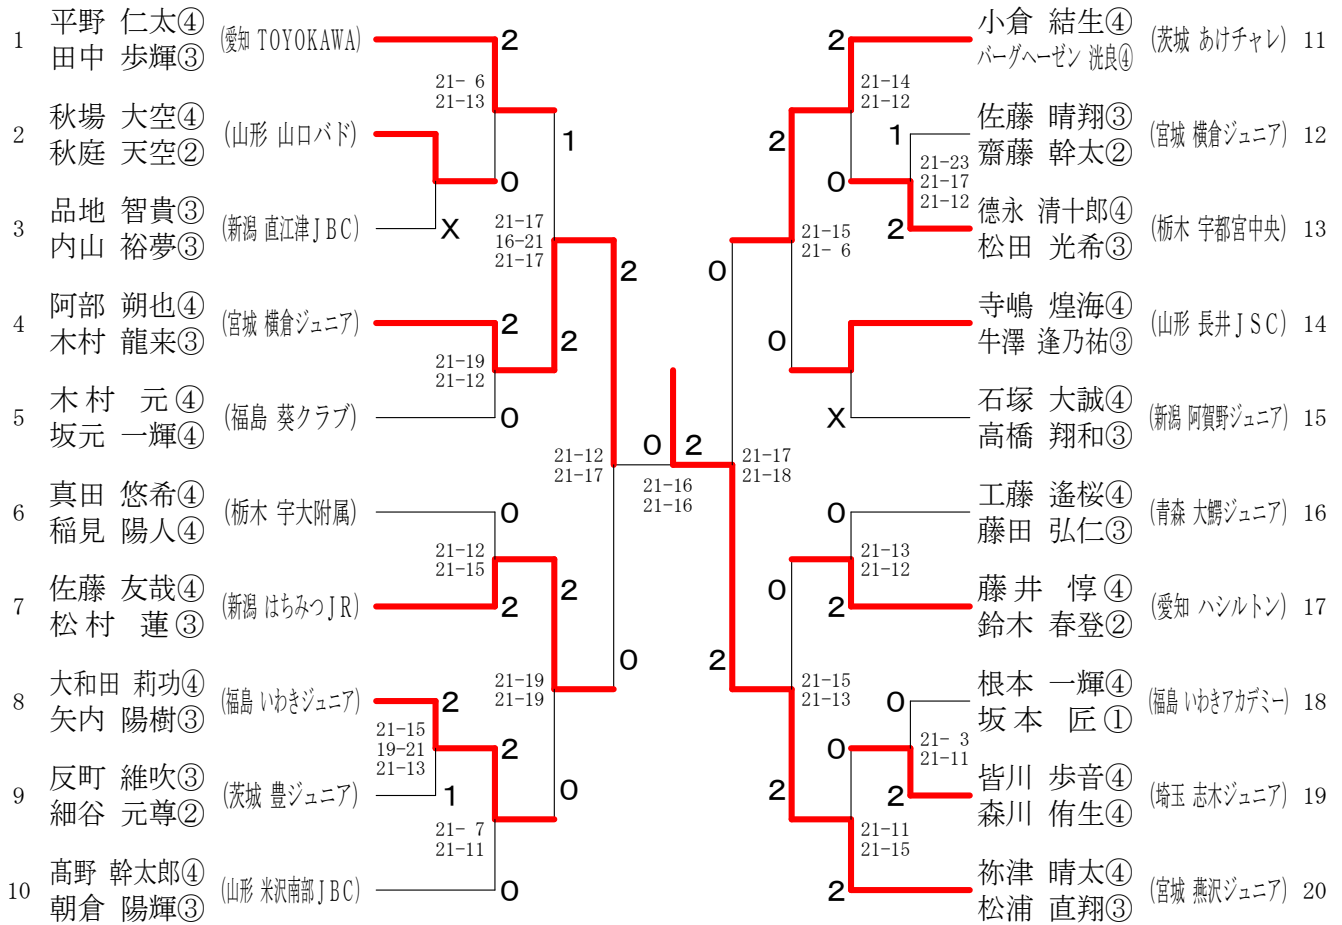 1 平野 仁太④ (愛知 TOYOKAWA)
田中 歩輝③
2 秋場 大空④ (山形 山口バド)
秋庭 天空②
3 品地 智貴③ (新潟 直江津JBC)
内山 裕夢③
4 阿部 朔也④ (宮城 横倉ジュニア)
木村 龍来③
5 木村 元④ (福島 葵クラブ)
坂元 一輝④
6 真田 悠希④ (栃木 宇大附属)
稲見 陽人④
7 佐藤 友哉④ (新潟 はちみつJR)
松村 蓮③
8 大和田 莉功④ (福島 いわきジュニア)
矢内 陽樹③
9 反町 維吹③ (茨城 豊ジュニア)
細谷 元尊②
10 髙野 幹太郎④ (山形 米沢南部JBC)
朝倉 陽輝③
2
21- 6
21-13
0
X
1
21-17
16-21
21-17
2
2
21-19
21-12
0
2
21-12
21-17
0
21-12
21-15
2
2
21-19
21-19
0
2
21-15
19-21
21-13
1
2
21- 7
21-11
0
0
0 2
21-16
21-16
2
21-14
21-12
1
21-23
21-17
21-12
2
0
2
21-15
21- 6
0
X
0
21-17
21-18
2
0
21-13
21-12
2
0
21-15
21-13
2
0
21- 3
21-11
2
0
21-11
21-15
2
小倉 結生④ (茨城 あけチャレ) 11
バーグヘーゼン 洸良④
佐藤 晴翔③ (宮城 横倉ジュニア) 12
齋藤 幹太②
德永 清十郎④ (栃木 宇都宮中央) 13
松田 光希③
寺嶋 煌海④ (山形 長井JSC) 14
牛澤 逢乃祐③
石塚 大誠④ (新潟 阿賀野ジュニア) 15
高橋 翔和③
工藤 遙桜④ (青森 大鰐ジュニア) 16
藤田 弘仁③
藤井 惇④ (愛知 ハシルトン) 17
鈴木 春登②
根本 一輝④ (福島 いわきアカデミー) 18
坂本 匠①
皆川 歩音④ (埼玉 志木ジュニア) 19
森川 侑生④
祢津 晴太④ (宮城 燕沢ジュニア) 20
松浦 直翔③